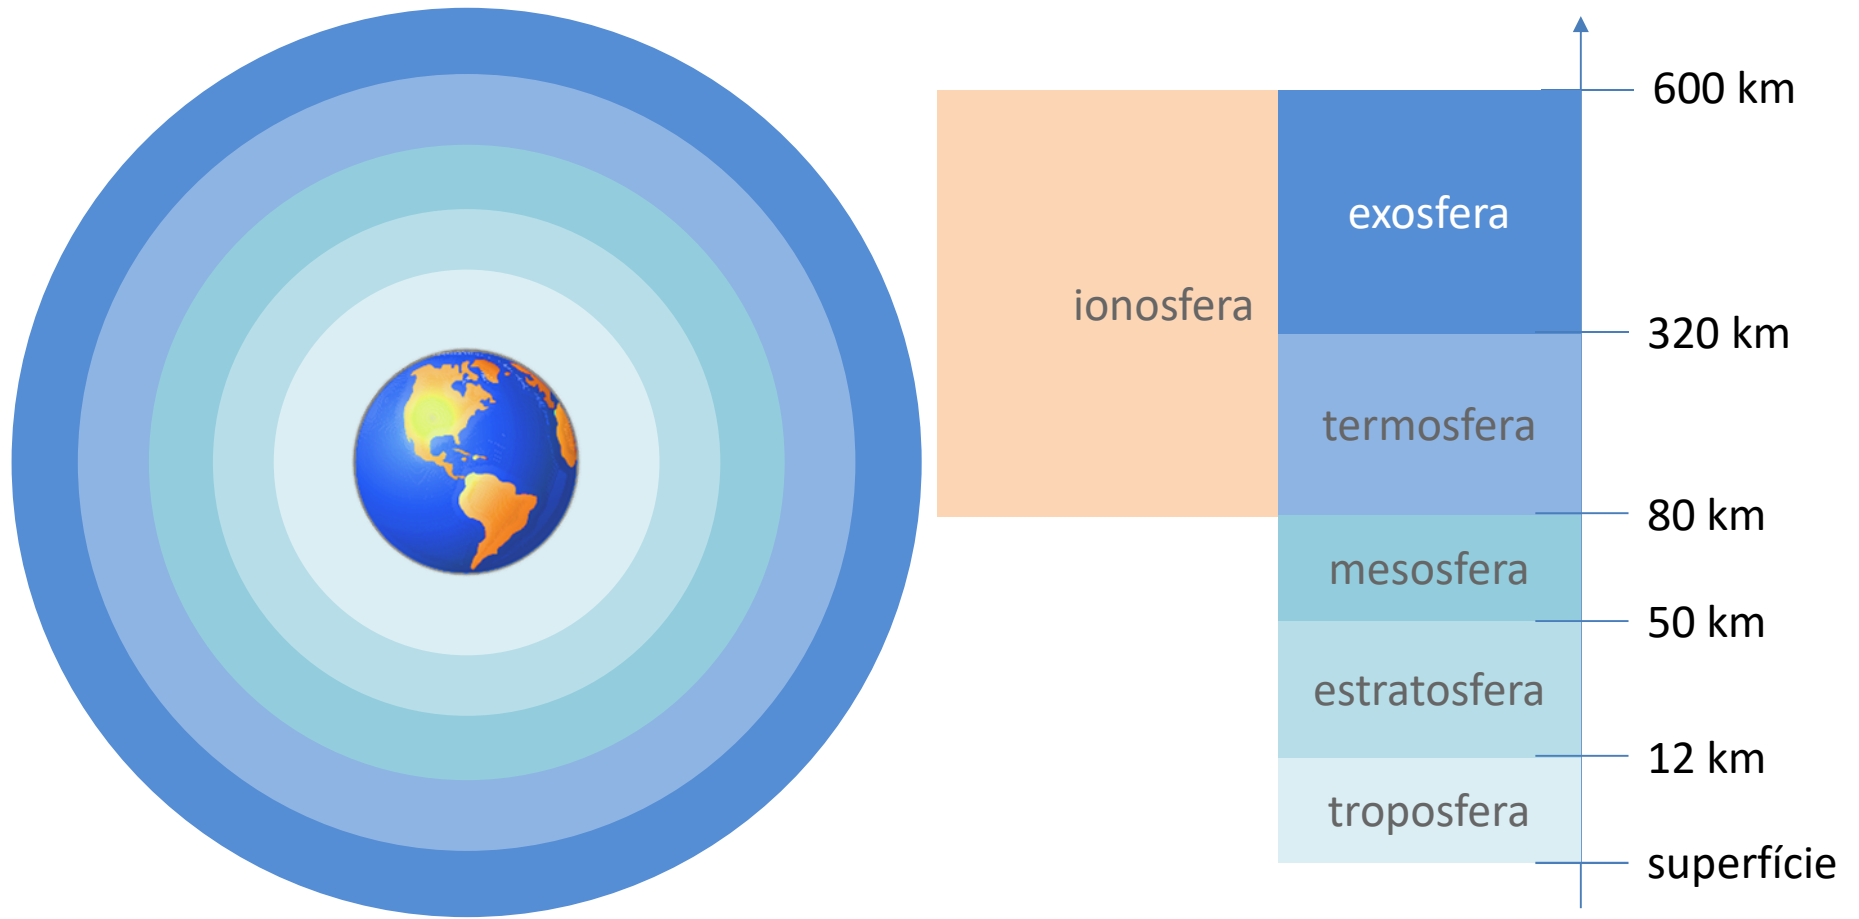 600 km
exosfera
ionosfera
320 km
termosfera
80 km
mesosfera
50 km
estratosfera
12 km
troposfera
superfície